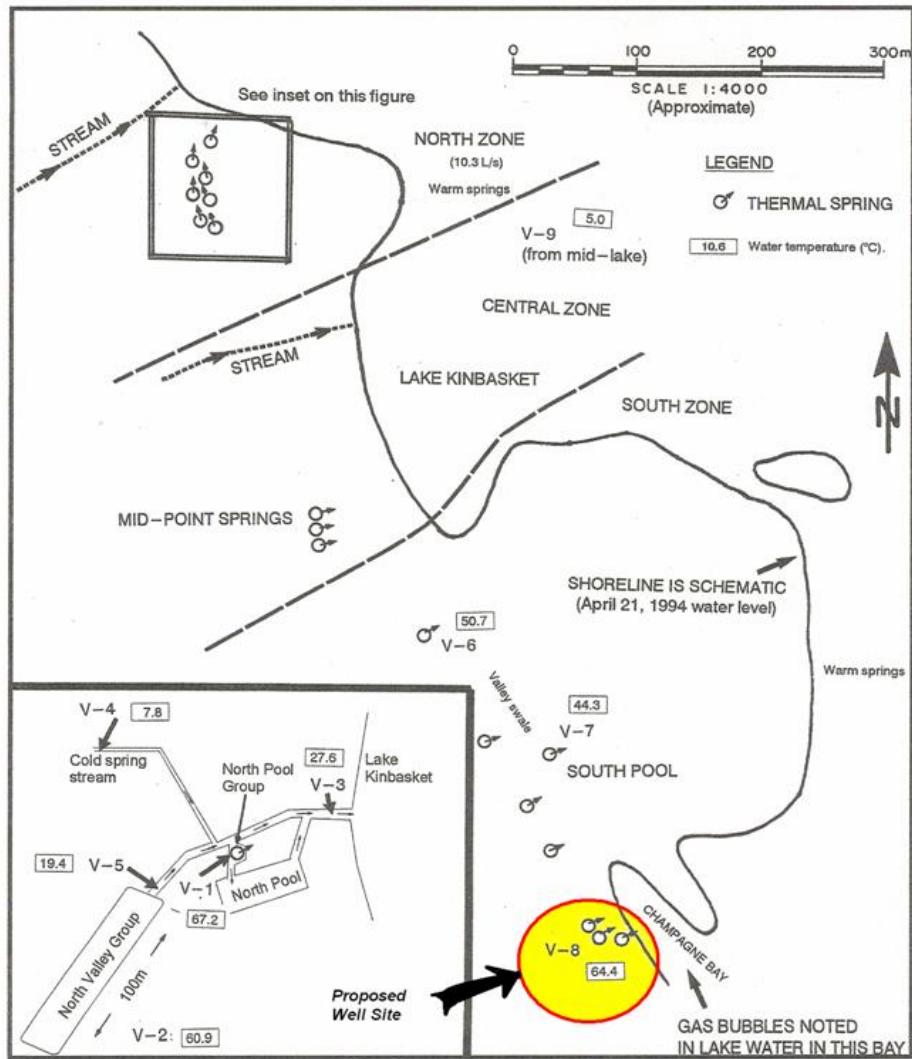 0 100 200 300m
SCALE 1:4000
(Approximate)
See inset on this figure
STREAM
NORTH ZONE
(10.3 L/s)
Warm springs
LEGEND
THERMAL SPRING
10.6 Water temperature (°C).
5.0
V-9
(from mid-lake)
CENTRAL ZONE
STREAM
LAKE KINBASKET
SOUTH ZONE
N
MID-POINT SPRINGS
SHORELINE IS SCHEMATIC
(April 21, 1994 water level)
50.7
V-6
Warm springs
Valley swale
44.3
V-7
SOUTH POOL
V-4 7.8
Cold spring
stream
North Pool
Group
27.6
V-3
Lake
Kinbasket
19.4 V-5
V-1
North Pool
67.2
North Valley Group
100m
V-2: 60.9
CHAMPAGNE BAY
V-8
64.4
Proposed
Well Site
GAS BUBBLES NOTED
IN LAKE WATER IN THIS BAY